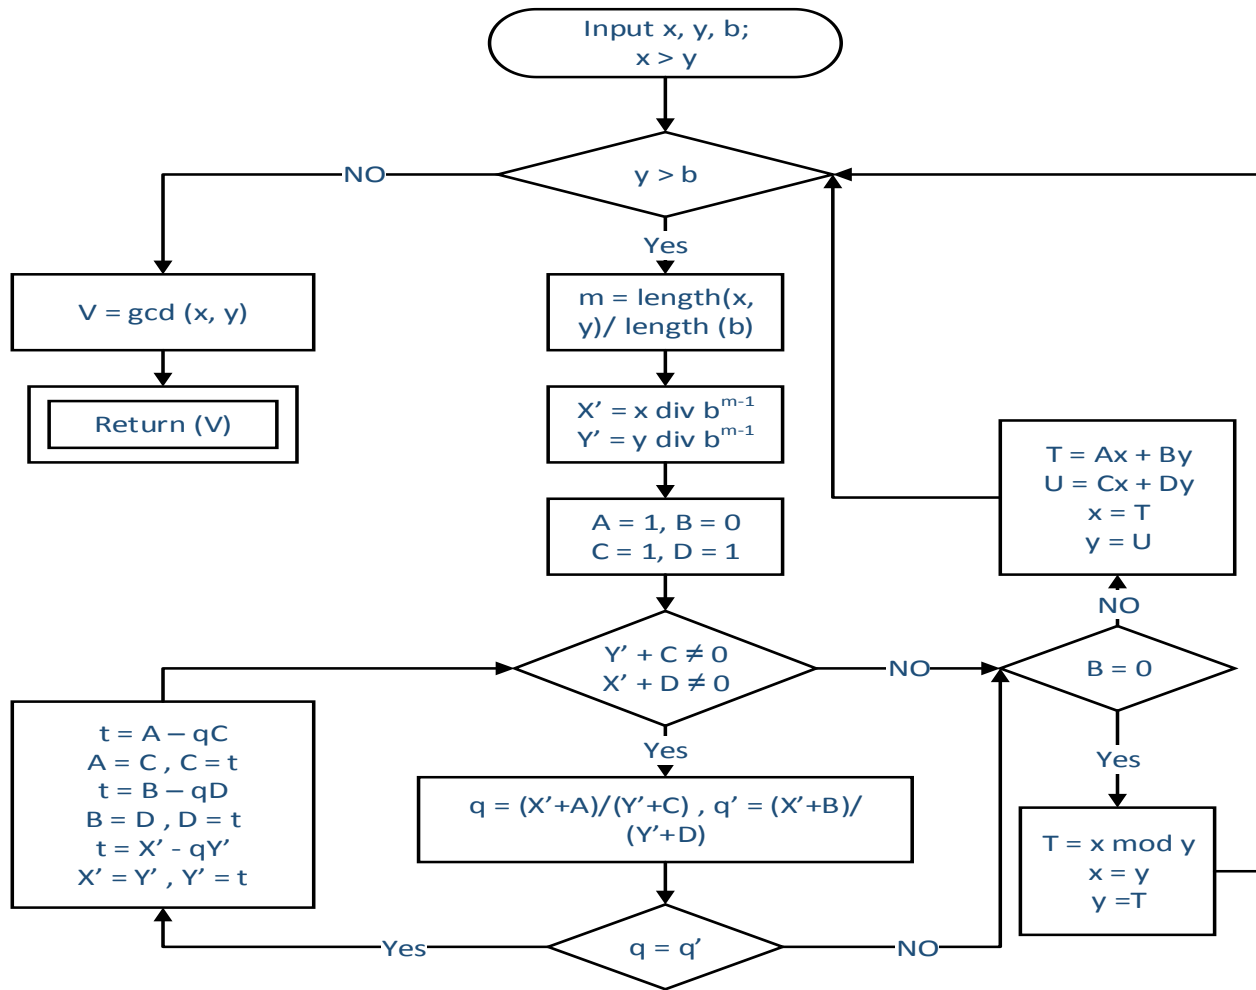 Input x, y, b;
x > y
y > b
NO
Yes
V = gcd (x, y)
Return (V)
m = length(x,
y)/ length (b)
X’ = x div b^{m-1}
Y’ = y div b^{m-1}
A = 1, B = 0
C = 1, D = 1
Y’ + C ≠ 0
X’ + D ≠ 0
NO
Yes
q = (X’+A)/(Y’+C) , q’ = (X’+B)/
(Y’+D)
q = q’
Yes
NO
t = A – qC
A = C , C = t
t = B – qD
B = D , D = t
t = X’ - qY’
X’ = Y’ , Y’ = t
T = Ax + By
U = Cx + Dy
x = T
y = U
NO
B = 0
Yes
T = x mod y
x = y
y =T